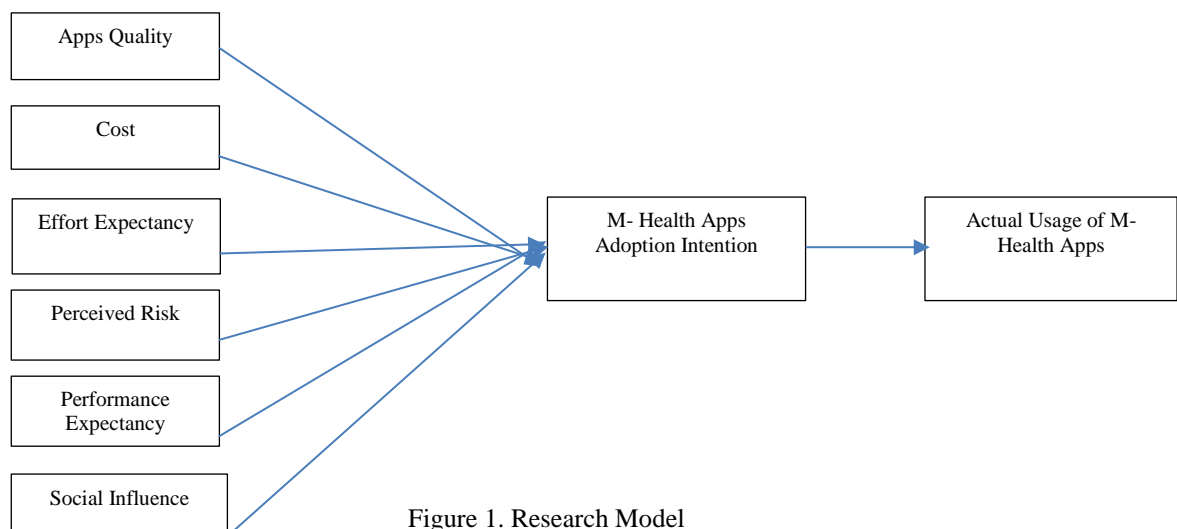 Apps Quality
Cost
Effort Expectancy
Perceived Risk
Performance
Expectancy
Social Influence
M- Health Apps
Adoption Intention
Actual Usage of M-
Health Apps
Figure 1. Research Model